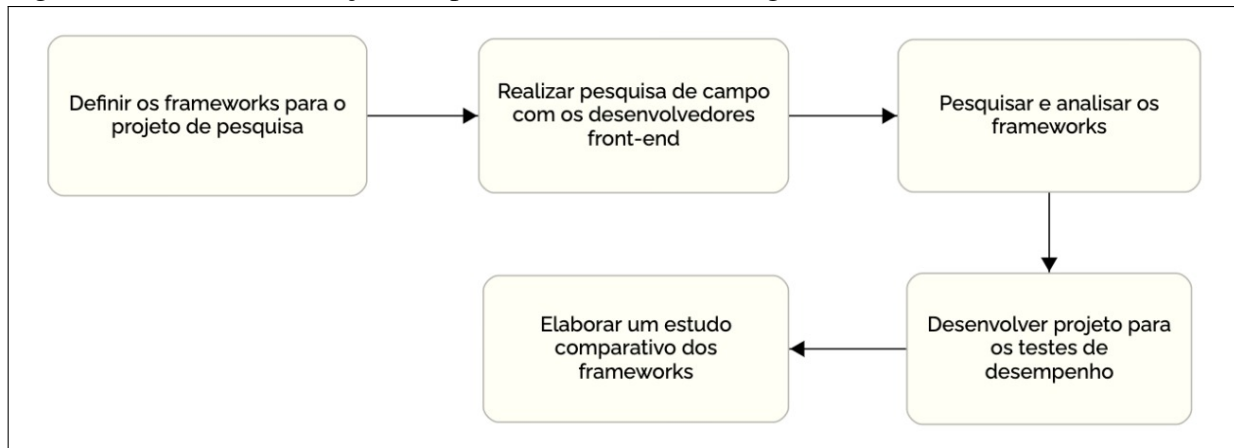 Definir os frameworks para o
projeto de pesquisa
Realizar pesquisa de campo
com os desenvolvedores
front-end
Pesquisar e analisar os
frameworks
Desenvolver projeto para
os testes de
desempenho
Elaborar um estudo
comparativo dos
frameworks